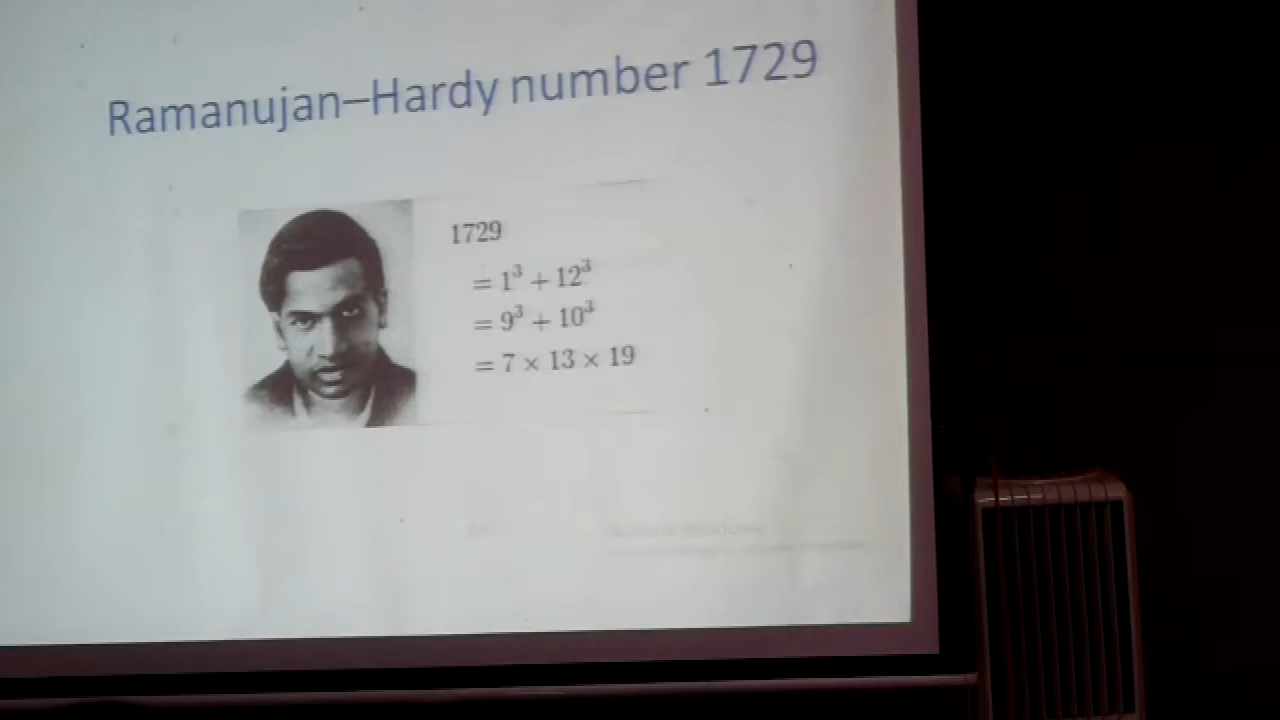 Ramanujan–Hardy number 1729
1729
= 1³ + 12³
= 9³ + 10³
= 7 × 13 × 19